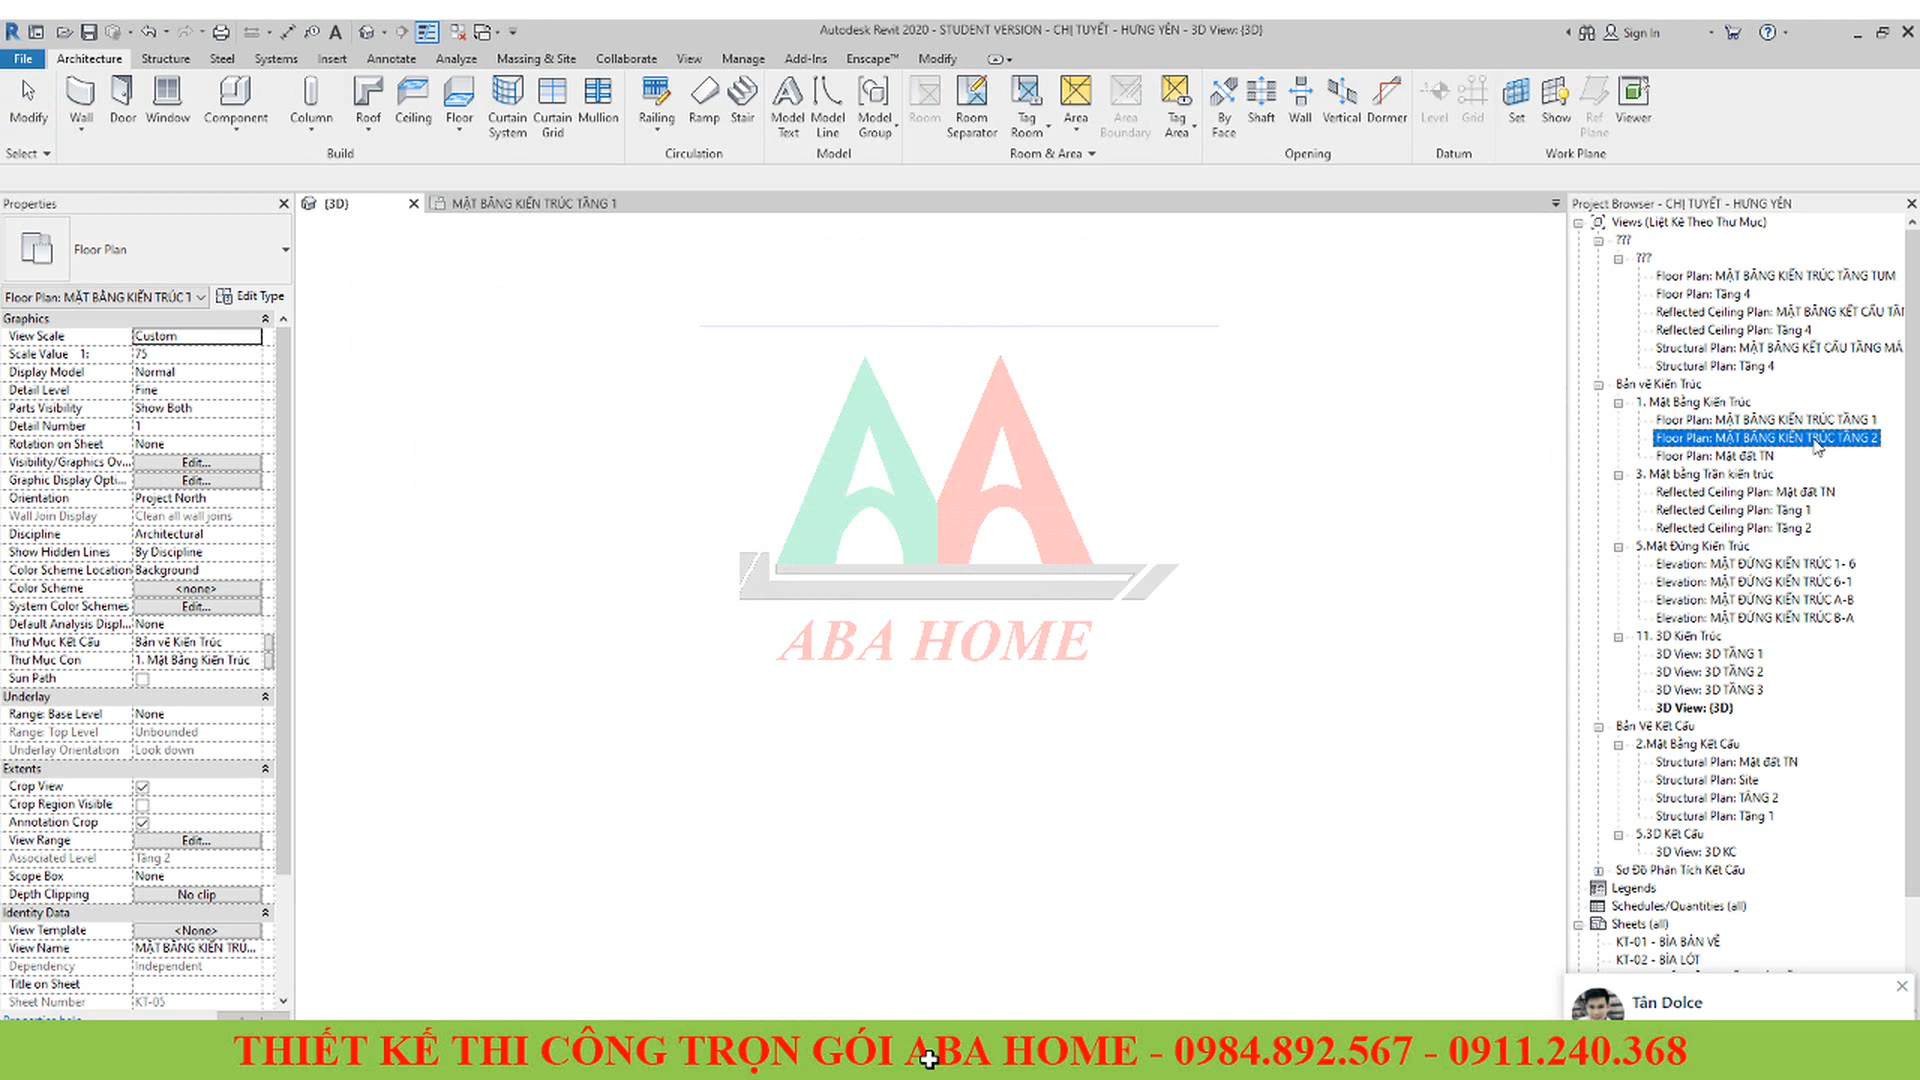 Autodesk Revit 2020 - STUDENT VERSION - CHỊ TUYẾT - HƯNG YÊN - 3D View: {3D}
Sign In
File Architecture Structure Steel Systems Insert Annotate Analyze Massing & Site Collaborate View Manage Add-Ins Enscape™ Modify
Modify Wall Door Window Component Column Roof Ceiling Floor Curtain System Curtain Grid Mullion Railing Ramp Stair Model Text Model Line Model Group Room Room Separator Tag Room Area Area Boundary Tag Area By Face Shaft Wall Vertical Dormer Level Grid Set Show Ref Plane Viewer
Select Build Circulation Model Room & Area Opening Datum Work Plane
Properties
Floor Plan
Floor Plan: MẶT BẰNG KIẾN TRÚC T
Edit Type
Graphics
View Scale Custom
Scale Value 1: 75
Display Model Normal
Detail Level Fine
Parts Visibility Show Both
Detail Number 1
Rotation on Sheet None
Visibility/Graphics Ov... Edit...
Graphic Display Opti... Edit...
Orientation Project North
Wall Join Display Clean all wall joins
Discipline Architectural
Show Hidden Lines By Discipline
Color Scheme Location Background
Color Scheme <none>
System Color Schemes Edit...
Default Analysis Displ... None
Thư Mục Kết Cấu Bản vẽ Kiến Trúc
Thư Mục Con 1. Mặt Bằng Kiến Trúc
Sun Path
Underlay
Range: Base Level None
Range: Top Level Unbounded
Underlay Orientation Look down
Extents
Crop View
Crop Region Visible
Annotation Crop
View Range Edit...
Associated Level Tầng 2
Scope Box None
Depth Clipping No clip
Identity Data
View Template <None>
View Name MẶT BẰNG KIẾN TRÚ...
Dependency Independent
Title on Sheet
Sheet Number KT-05
Properties help
{3D}
MẶT BẰNG KIẾN TRÚC TẦNG 1
ABA HOME
Project Browser - CHỊ TUYẾT - HƯNG YÊN
Views (Liệt Kê Theo Thư Mục)
???
???
Floor Plan: MẶT BẰNG KIẾN TRÚC TẦNG TUM
Floor Plan: Tầng 4
Reflected Ceiling Plan: MẶT BẰNG KẾT CẤU TẦ
Reflected Ceiling Plan: Tầng 4
Structural Plan: MẶT BẰNG KẾT CẤU TẦNG MÁ
Structural Plan: Tầng 4
Bản vẽ Kiến Trúc
1. Mặt Bằng Kiến Trúc
Floor Plan: MẶT BẰNG KIẾN TRÚC TẦNG 1
Floor Plan: MẶT BẰNG KIẾN TRÚC TẦNG 2
Floor Plan: Mặt đất TN
3. Mặt bằng Trần kiến trúc
Reflected Ceiling Plan: Mặt đất TN
Reflected Ceiling Plan: Tầng 1
Reflected Ceiling Plan: Tầng 2
5.Mặt Đứng Kiến Trúc
Elevation: MẶT ĐỨNG KIẾN TRÚC 1- 6
Elevation: MẶT ĐỨNG KIẾN TRÚC 6-1
Elevation: MẶT ĐỨNG KIẾN TRÚC A-B
Elevation: MẶT ĐỨNG KIẾN TRÚC B-A
11. 3D Kiến Trúc
3D View: 3D TẦNG 1
3D View: 3D TẦNG 2
3D View: 3D TẦNG 3
3D View: {3D}
Bản Vẽ Kết Cấu
2.Mặt Bằng Kết Cấu
Structural Plan: Mặt đất TN
Structural Plan: Site
Structural Plan: TẦNG 2
Structural Plan: Tầng 1
5.3D Kết Cấu
3D View: 3D KC
Sơ Đồ Phân Tích Kết Cấu
Legends
Schedules/Quantities (all)
Sheets (all)
KT-01 - BÌA BẢN VẼ
KT-02 - BÌA LÓT
Tân Dolce
THIẾT KẾ THI CÔNG TRỌN GÓI ABA HOME - 0984.892.567 - 0911.240.368